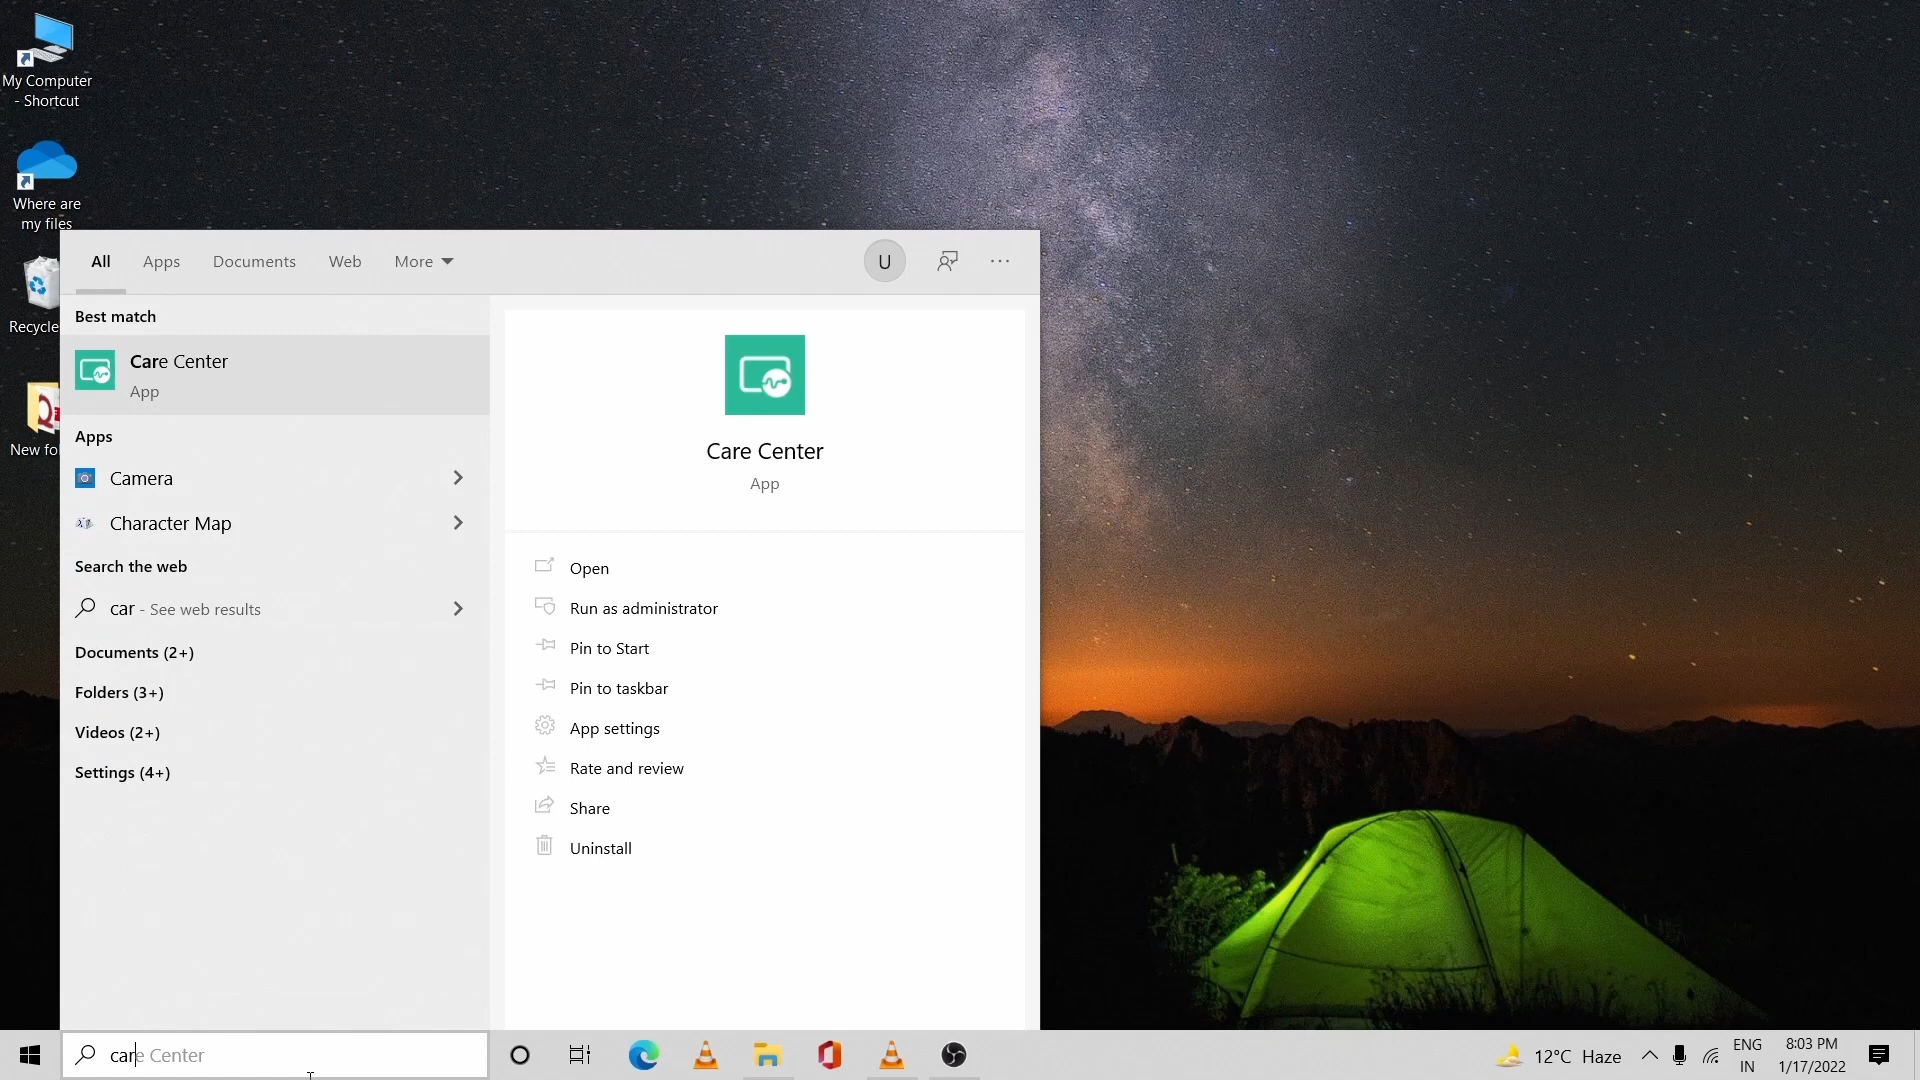 My Computer
- Shortcut
Where are
my files
Recycle
New fo
All
Apps
Documents
Web
More
U
Best match
Care Center
App
Apps
Camera
Character Map
Search the web
car - See web results
Documents (2+)
Folders (3+)
Videos (2+)
Settings (4+)
Care Center
App
Open
Run as administrator
Pin to Start
Pin to taskbar
App settings
Rate and review
Share
Uninstall
care Center
12°C Haze
ENG
IN
8:03 PM
1/17/2022